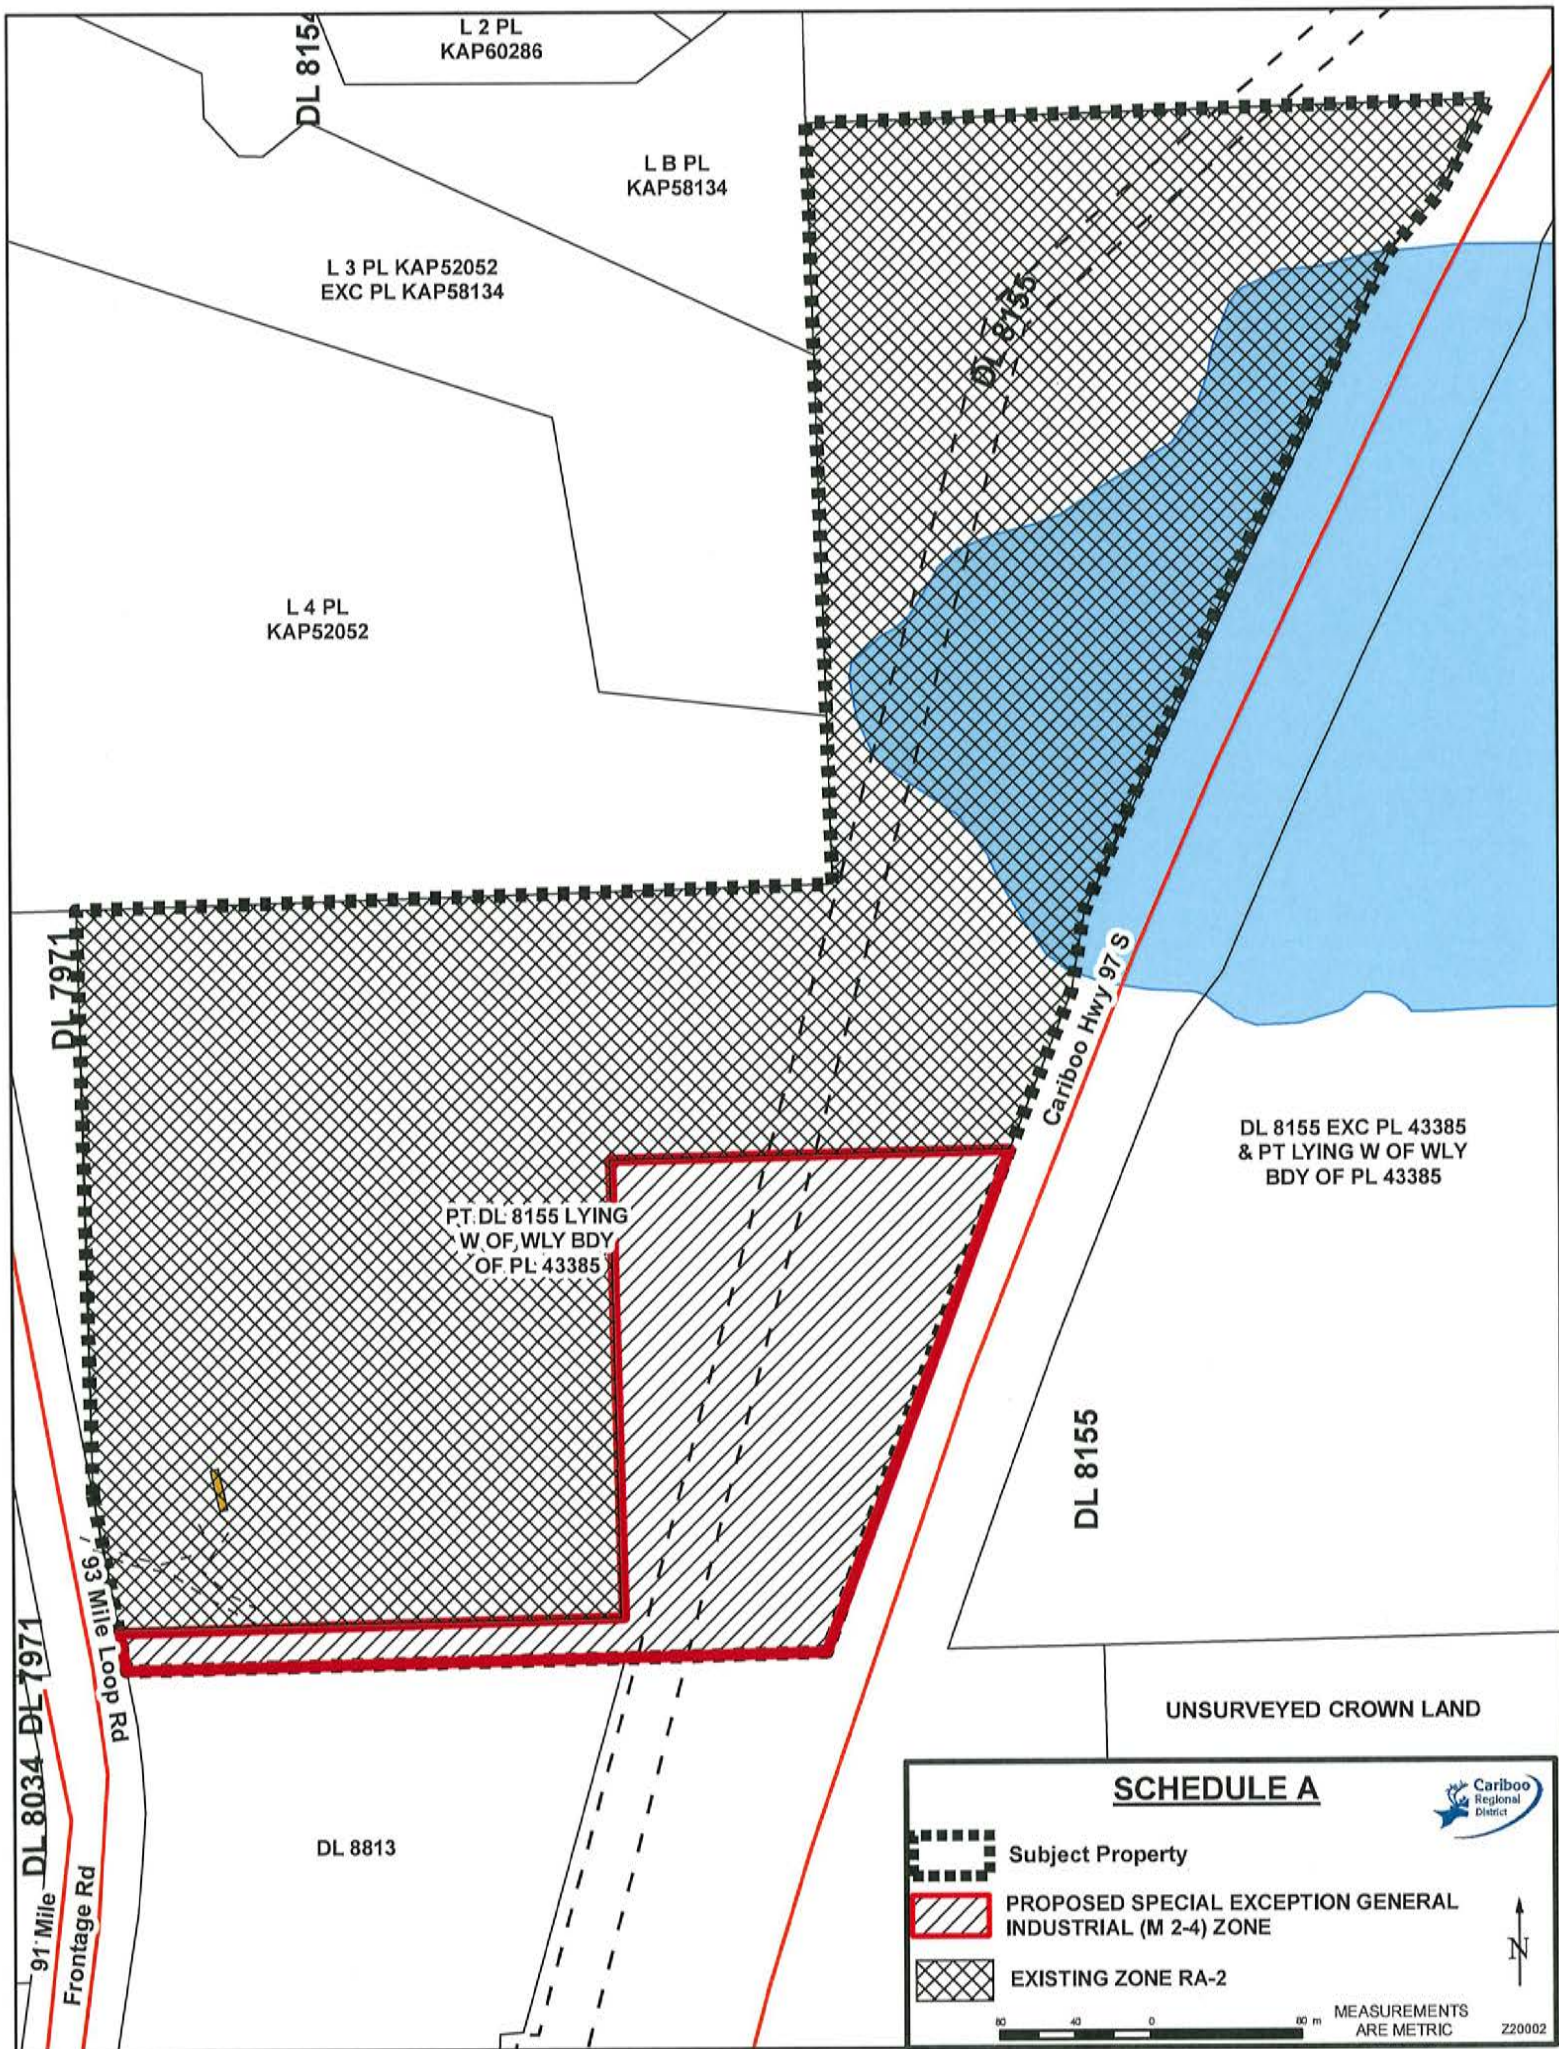 DL 8154
L 2 PL
KAP60286
L B PL
KAP58134
L 3 PL KAP52052
EXC PL KAP58134
DL 8155
L 4 PL
KAP52052
DL 7971
Cariboo Hwy 97 S
DL 8155 EXC PL 43385
& PT LYING W OF WLY
BDY OF PL 43385
PT DL 8155 LYING
W OF WLY BDY
OF PL 43385
DL 8155
93 Mile Loop Rd
DL 8034 DL 7971
UNSURVEYED CROWN LAND
DL 8813
91 Mile
Frontage Rd
SCHEDULE A
Cariboo
Regional
District
Subject Property
PROPOSED SPECIAL EXCEPTION GENERAL
INDUSTRIAL (M 2-4) ZONE
N
EXISTING ZONE RA-2
80 40 0 80 m
MEASUREMENTS
ARE METRIC
Z20002